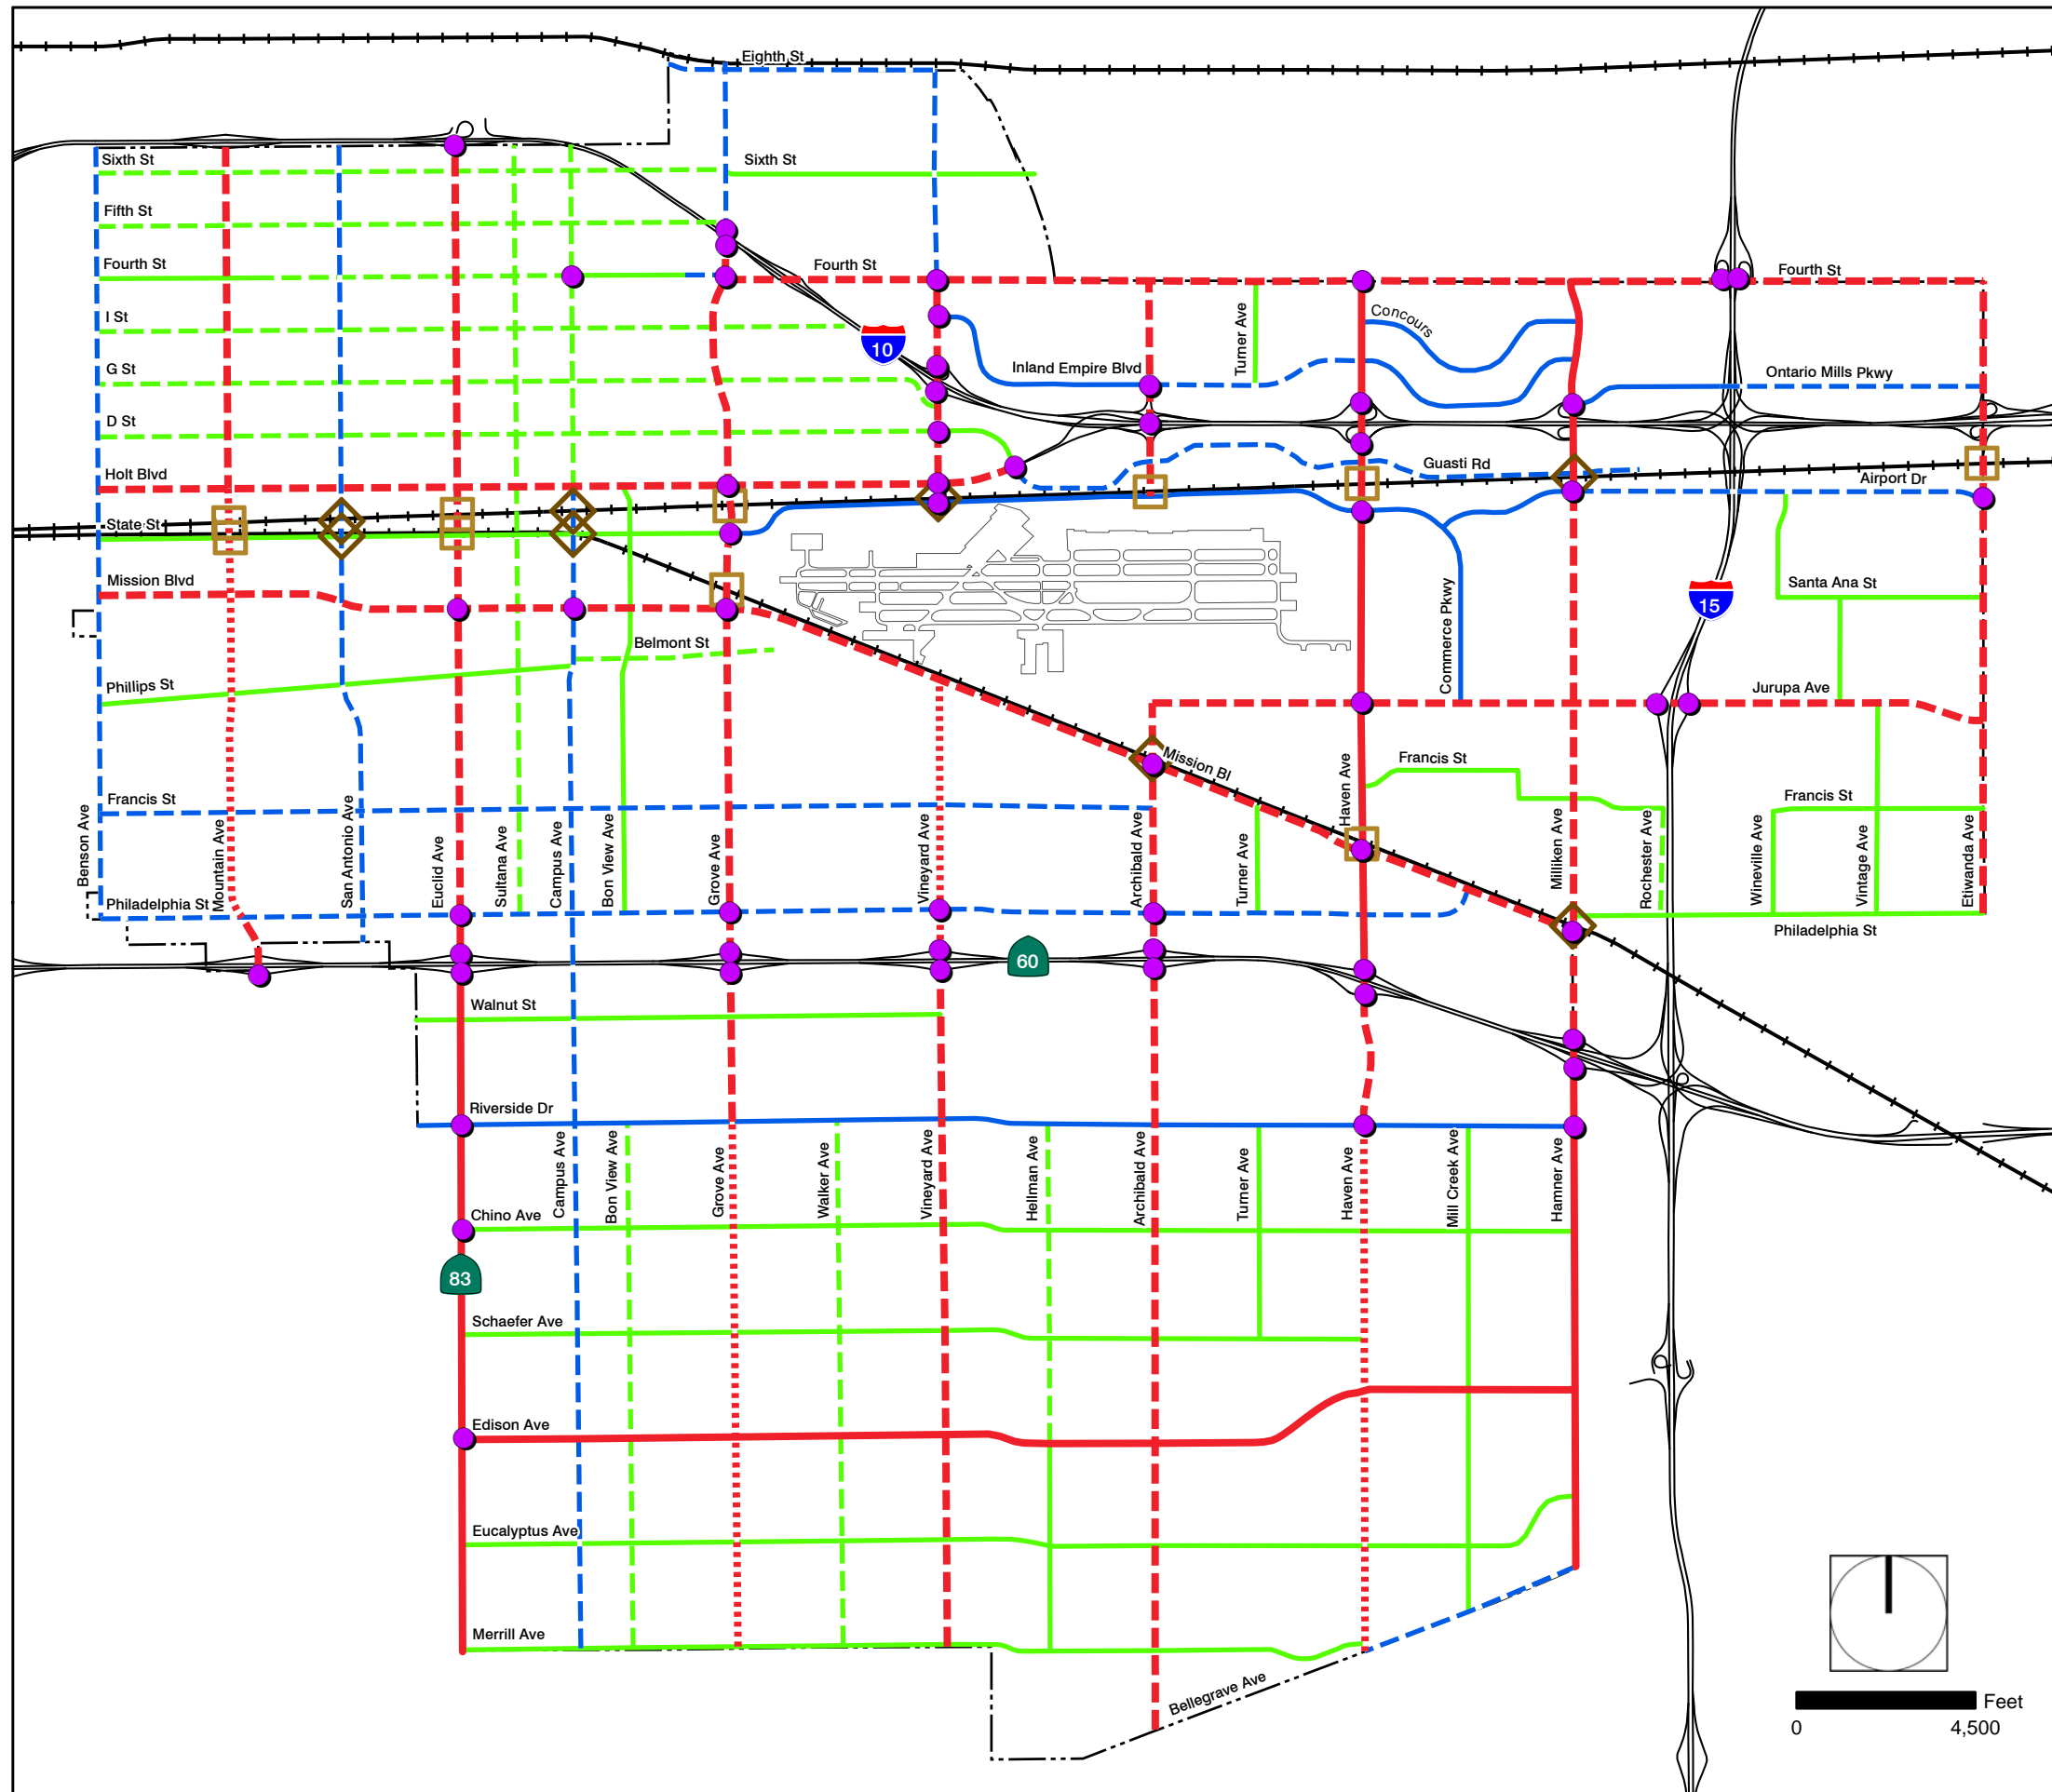 Eighth St
Sixth St
Sixth St
Fifth St
Fourth St
Fourth St
Fourth St
I St
Concours
Turner Ave
10
G St
Inland Empire Blvd
Ontario Mills Pkwy
D St
Holt Blvd
Guasti Rd
Airport Dr
State St
Mission Blvd
Santa Ana St
Commerce Pkwy
15
Belmont St
Phillips St
Jurupa Ave
Mission Bl
Francis St
Francis St
Francis St
Benson Ave
Mountain Ave
San Antonio Ave
Euclid Ave
Sultana Ave
Campus Ave
Bon View Ave
Grove Ave
Vineyard Ave
Archibald Ave
Turner Ave
Haven Ave
Milliken Ave
Rochester Ave
Wineville Ave
Vintage Ave
Etiwanda Ave
Philadelphia St
Philadelphia St
60
Walnut St
Riverside Dr
Campus Ave
Bon View Ave
Grove Ave
Walker Ave
Vineyard Ave
Hellman Ave
Archibald Ave
Turner Ave
Haven Ave
Mill Creek Ave
Hamner Ave
Chino Ave
83
Schaefer Ave
Edison Ave
Eucalyptus Ave
Merrill Ave
Bellegrave Ave
Feet
0 4,500